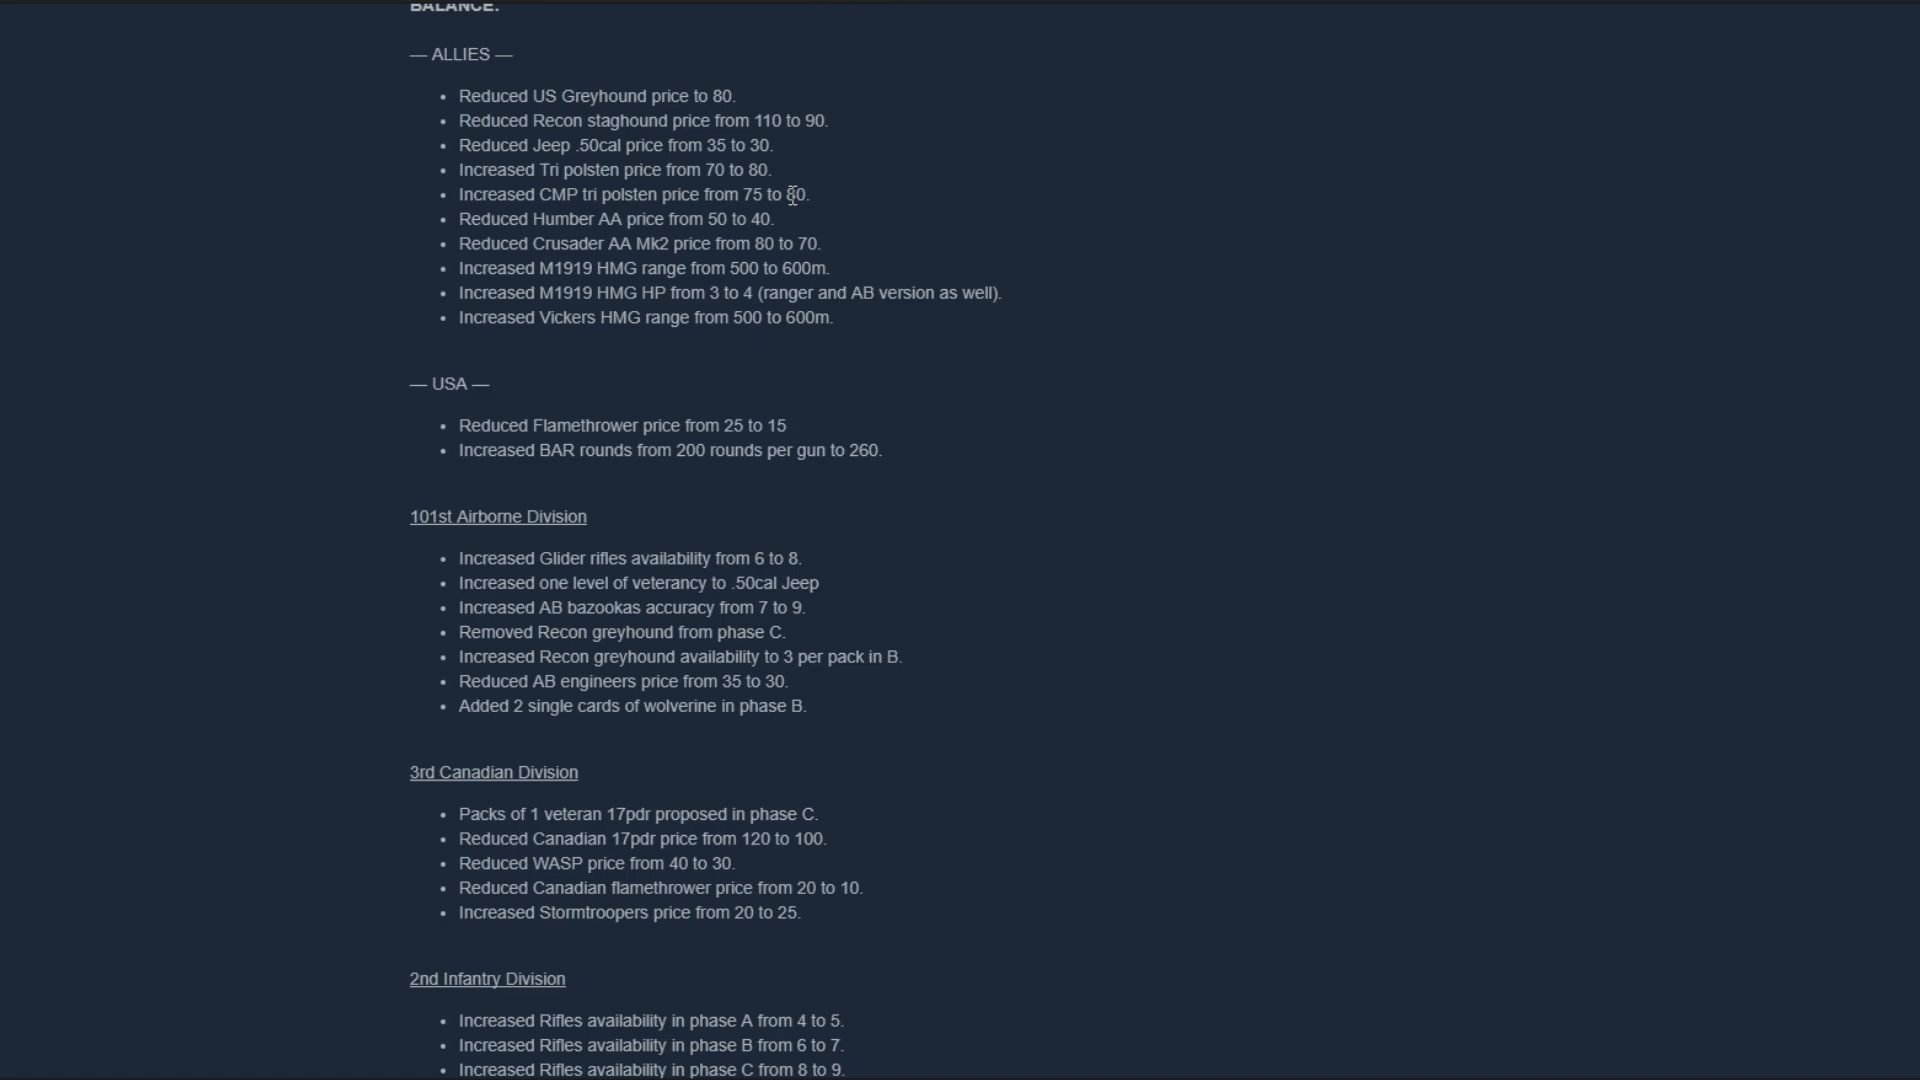 BALANCE:
— ALLIES —
• Reduced US Greyhound price to 80.
• Reduced Recon staghound price from 110 to 90.
• Reduced Jeep .50cal price from 35 to 30.
• Increased Tri polsten price from 70 to 80.
• Increased CMP tri polsten price from 75 to 80.
• Reduced Humber AA price from 50 to 40.
• Reduced Crusader AA Mk2 price from 80 to 70.
• Increased M1919 HMG range from 500 to 600m.
• Increased M1919 HMG HP from 3 to 4 (ranger and AB version as well).
• Increased Vickers HMG range from 500 to 600m.
— USA —
• Reduced Flamethrower price from 25 to 15
• Increased BAR rounds from 200 rounds per gun to 260.
101st Airborne Division
• Increased Glider rifles availability from 6 to 8.
• Increased one level of veterancy to .50cal Jeep
• Increased AB bazookas accuracy from 7 to 9.
• Removed Recon greyhound from phase C.
• Increased Recon greyhound availability to 3 per pack in B.
• Reduced AB engineers price from 35 to 30.
• Added 2 single cards of wolverine in phase B.
3rd Canadian Division
• Packs of 1 veteran 17pdr proposed in phase C.
• Reduced Canadian 17pdr price from 120 to 100.
• Reduced WASP price from 40 to 30.
• Reduced Canadian flamethrower price from 20 to 10.
• Increased Stormtroopers price from 20 to 25.
2nd Infantry Division
• Increased Rifles availability in phase A from 4 to 5.
• Increased Rifles availability in phase B from 6 to 7.
• Increased Rifles availability in phase C from 8 to 9.